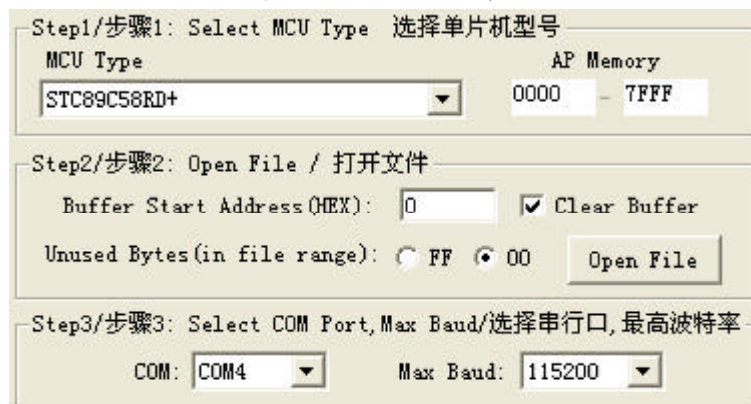 Step1/步骤1: Select MCU Type 选择单片机型号
MCU Type AP Memory
STC89C58RD+ 0000 - 7FFF
Step2/步骤2: Open File / 打开文件
Buffer Start Address(HEX): 0 Clear Buffer
Unused Bytes(in file range): FF 00 Open File
Step3/步骤3: Select COM Port,Max Baud/选择串行口,最高波特率
COM: COM4 Max Baud: 115200